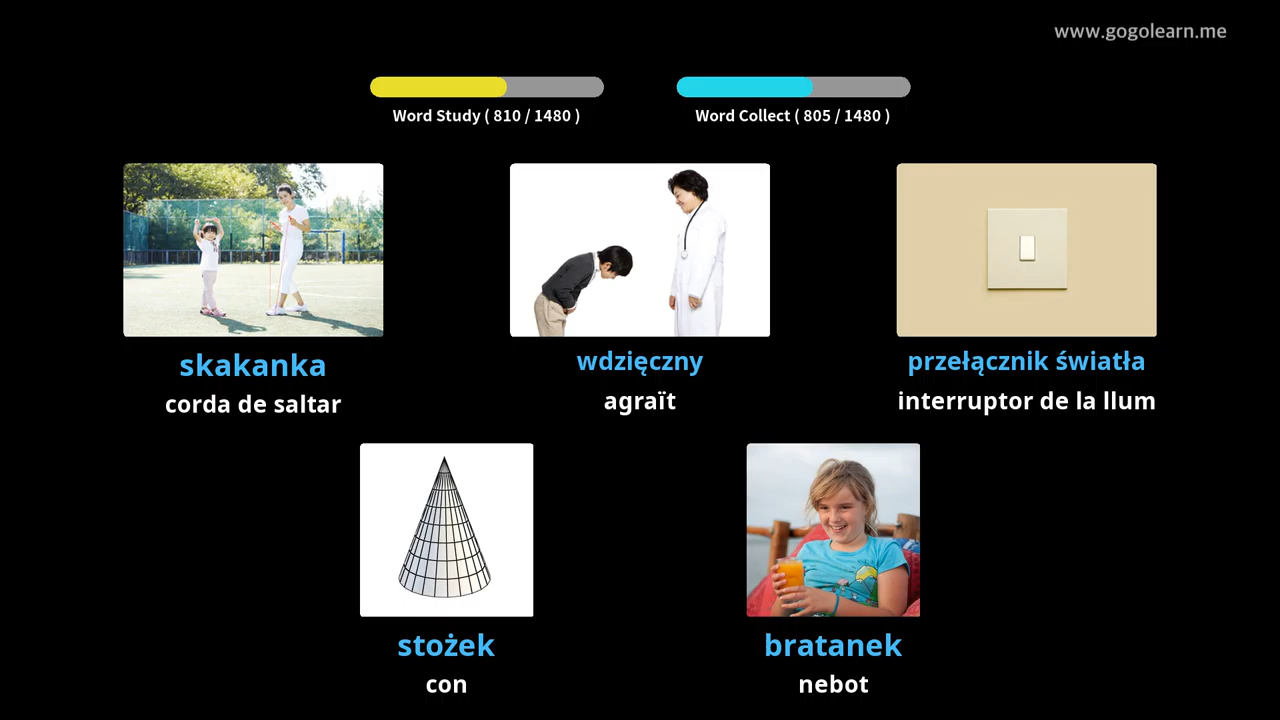 www.gogolearn.me
Word Study ( 810 / 1480 )
Word Collect ( 805 / 1480 )
skakanka
corda de saltar
wdzięczny
agraït
przełącznik światła
interruptor de la llum
stożek
con
bratanek
nebot